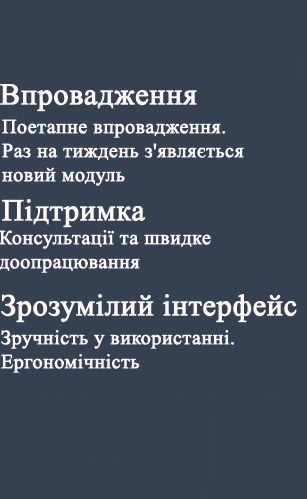 Впровадження
Поетапне впровадження.
Раз на тиждень з'являється
новий модуль
Підтримка
Консультації та швидке
доопрацювання
Зрозумілий інтерфейс
Зручність у використанні.
Ергономічність